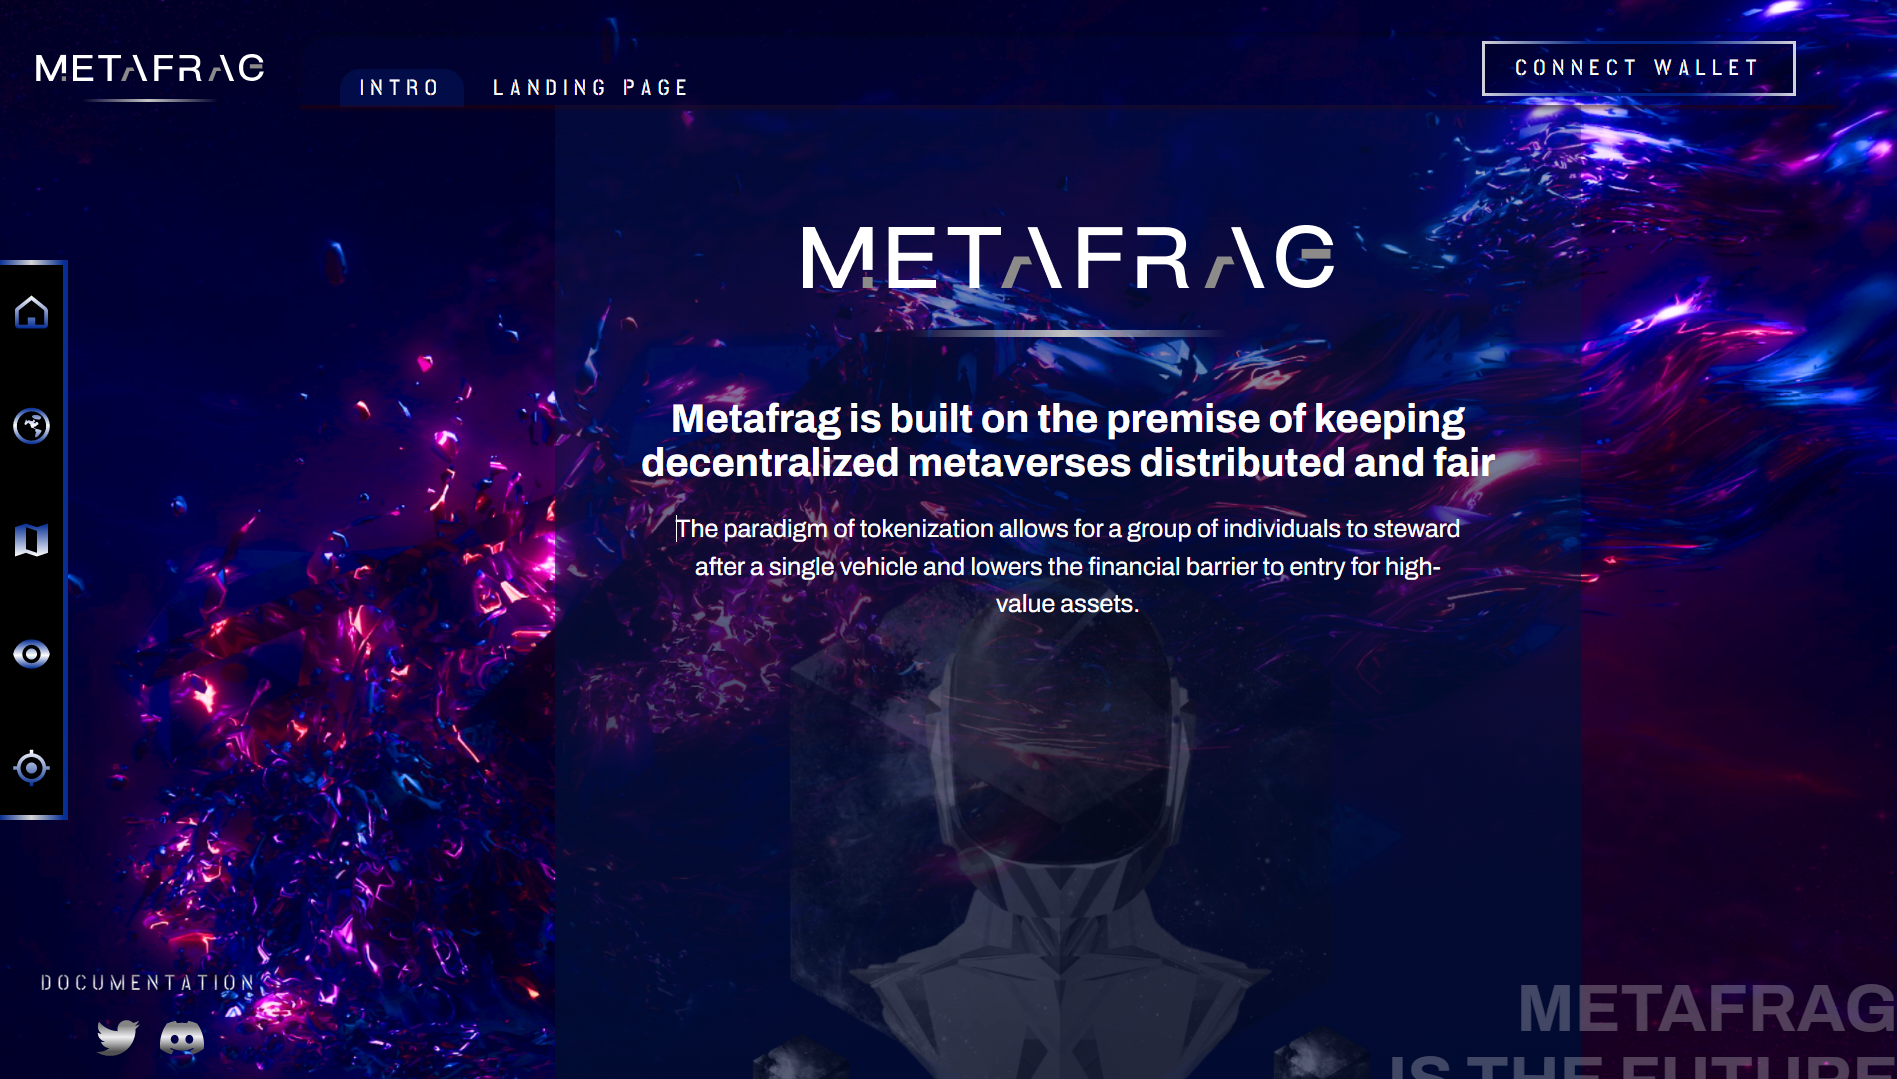 METAFRAG
INTRO
LANDING PAGE
CONNECT WALLET
METAFRAG
Metafrag is built on the premise of keeping
decentralized metaverses distributed and fair
The paradigm of tokenization allows for a group of individuals to steward
after a single vehicle and lowers the financial barrier to entry for high-
value assets.
DOCUMENTATION
METAFRAG
IS THE FUTURE